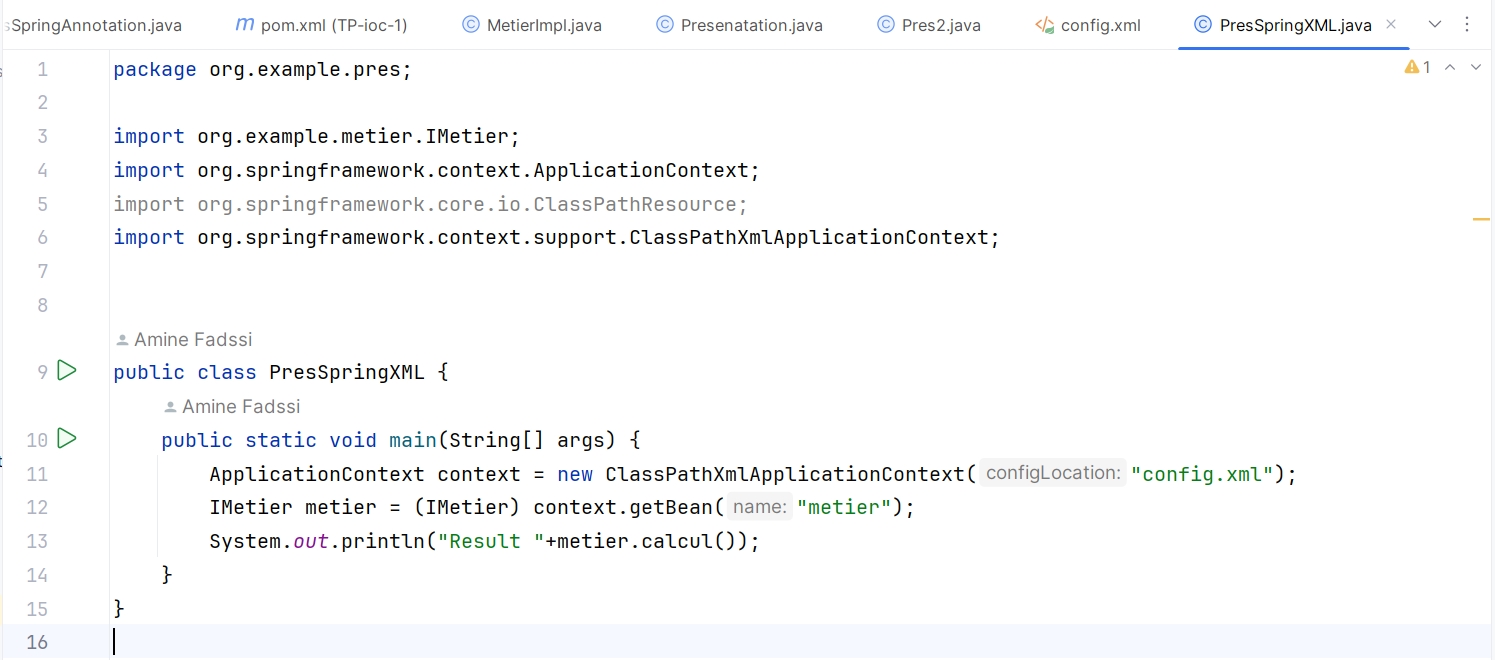 SpringAnnotation.java m pom.xml (TP-ioc-1) © MetierImpl.java © Presenatation.java © Pres2.java </> config.xml © PresSpringXML.java
1 package org.example.pres; 1
2
3 import org.example.metier.IMetier;
4 import org.springframework.context.ApplicationContext;
5 import org.springframework.core.io.ClassPathResource;
6 import org.springframework.context.support.ClassPathXmlApplicationContext;
7
8
Amine Fadssi
9 public class PresSpringXML {
Amine Fadssi
10 public static void main(String[] args) {
11 ApplicationContext context = new ClassPathXmlApplicationContext( configLocation: "config.xml");
12 IMetier metier = (IMetier) context.getBean( name: "metier");
13 System.out.println("Result "+metier.calcul());
14 }
15 }
16